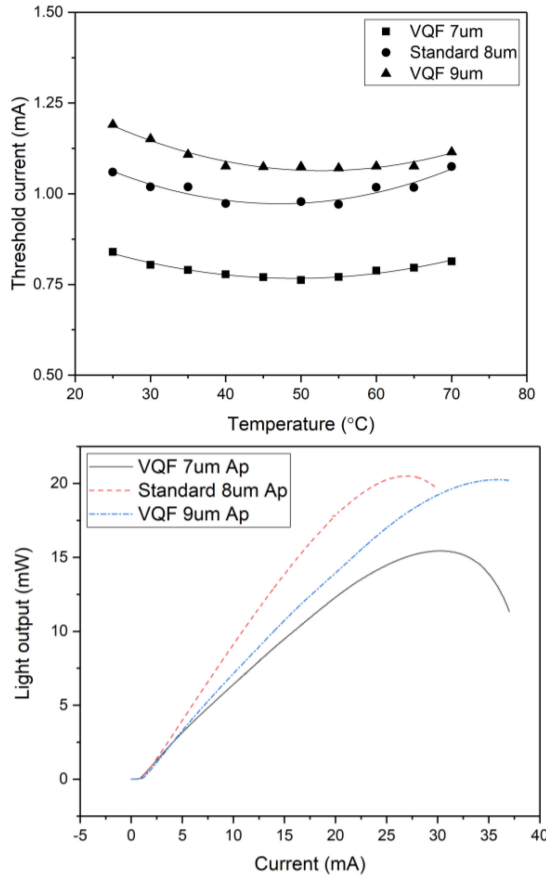 1.50
1.25
1.00
0.75
0.50
Threshold current (mA)
VQF 7um
Standard 8um
VQF 9um
20 30 40 50 60 70 80
Temperature (°C)
VQF 7um Ap
Standard 8um Ap
VQF 9um Ap
20
15
10
5
0
Light output (mW)
-5 0 5 10 15 20 25 30 35 40
Current (mA)